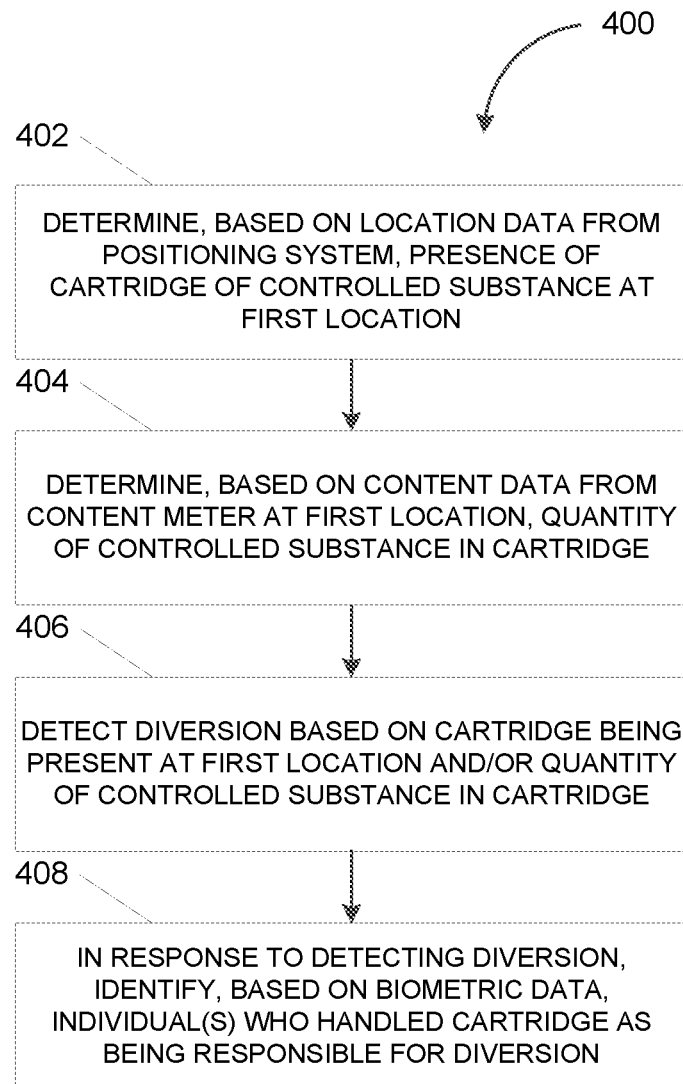 400
402
DETERMINE, BASED ON LOCATION DATA FROM
POSITIONING SYSTEM, PRESENCE OF
CARTRIDGE OF CONTROLLED SUBSTANCE AT
FIRST LOCATION
404
DETERMINE, BASED ON CONTENT DATA FROM
CONTENT METER AT FIRST LOCATION, QUANTITY
OF CONTROLLED SUBSTANCE IN CARTRIDGE
406
DETECT DIVERSION BASED ON CARTRIDGE BEING
PRESENT AT FIRST LOCATION AND/OR QUANTITY
OF CONTROLLED SUBSTANCE IN CARTRIDGE
408
IN RESPONSE TO DETECTING DIVERSION,
IDENTIFY, BASED ON BIOMETRIC DATA,
INDIVIDUAL(S) WHO HANDLED CARTRIDGE AS
BEING RESPONSIBLE FOR DIVERSION